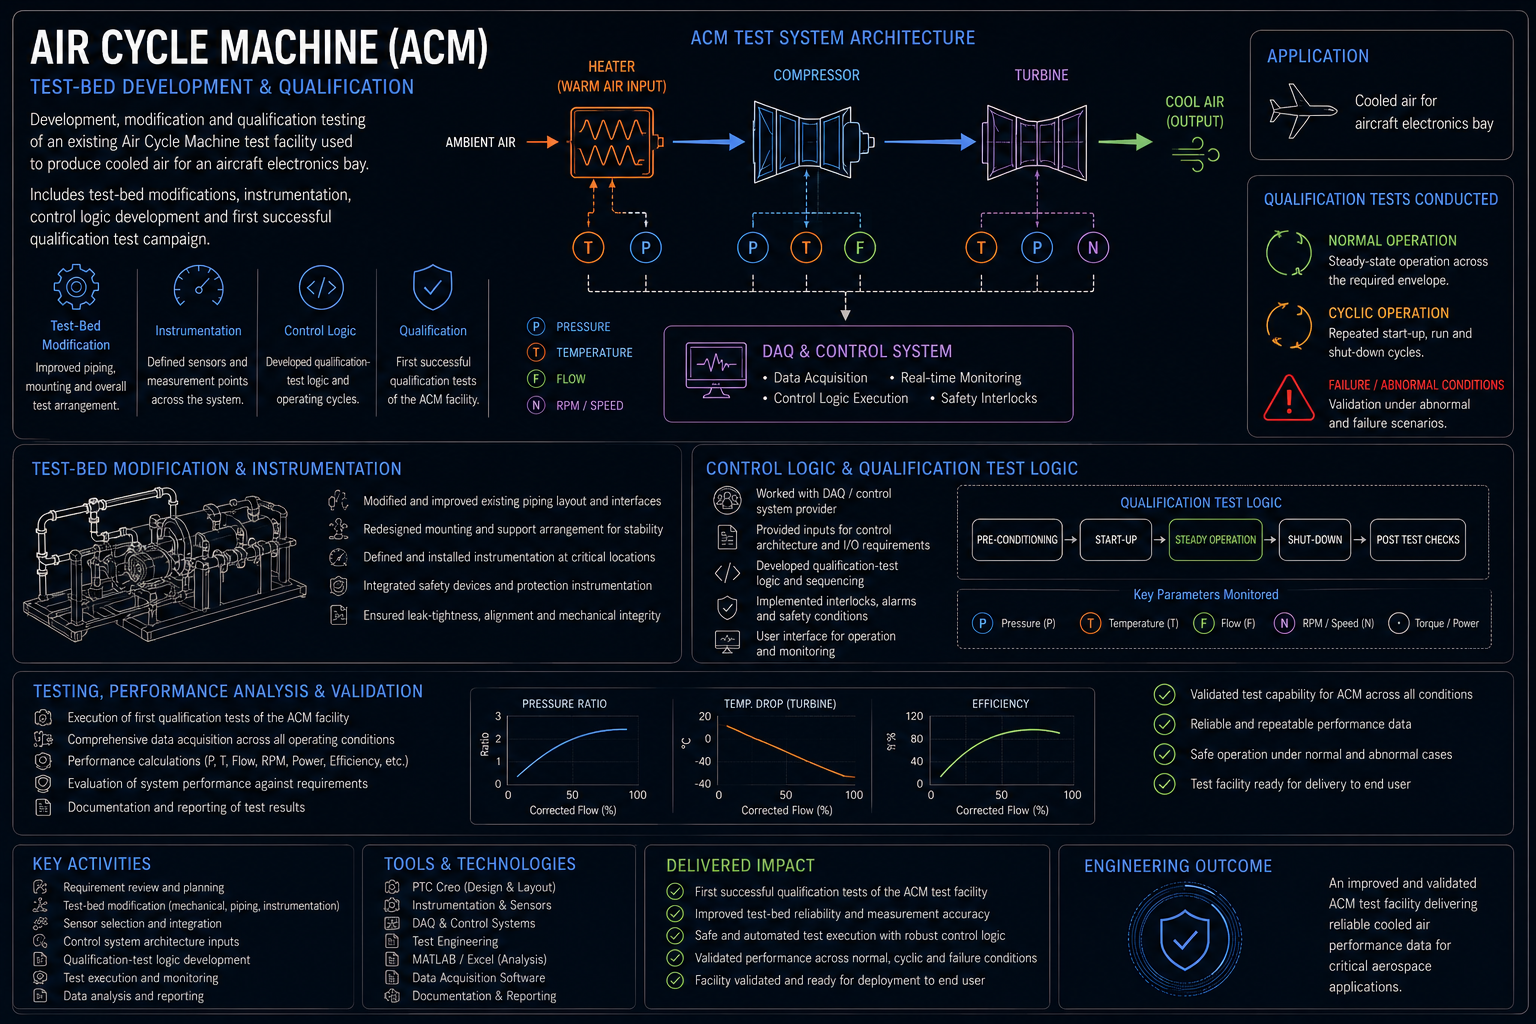 AIR CYCLE MACHINE (ACM)
TEST-BED DEVELOPMENT & QUALIFICATION
Development, modification and qualification testing
of an existing Air Cycle Machine test facility used
to produce cooled air for an aircraft electronics bay.
Includes test-bed modifications, instrumentation,
control logic development and first successful
qualification test campaign.
Test-Bed
Modification
Improved piping,
mounting and overall
test arrangement.
Instrumentation
Defined sensors and
measurement points
across the system.
Control Logic
Developed qualification-
test logic and
operating cycles.
Qualification
First successful
qualification tests
of the ACM facility.
ACM TEST SYSTEM ARCHITECTURE
HEATER
(WARM AIR INPUT)
COMPRESSOR
TURBINE
AMBIENT AIR
COOL AIR
(OUTPUT)
T P P T F T P N
P PRESSURE
T TEMPERATURE
F FLOW
N RPM / SPEED
DAQ & CONTROL SYSTEM
• Data Acquisition • Real-time Monitoring
• Control Logic Execution • Safety Interlocks
APPLICATION
Cooled air for
aircraft electronics bay
QUALIFICATION TESTS CONDUCTED
NORMAL OPERATION
Steady-state operation across
the required envelope.
CYCLIC OPERATION
Repeated start-up, run and
shut-down cycles.
FAILURE / ABNORMAL CONDITIONS
Validation under abnormal
and failure scenarios.
TEST-BED MODIFICATION & INSTRUMENTATION
Modified and improved existing piping layout and interfaces
Redesigned mounting and support arrangement for stability
Defined and installed instrumentation at critical locations
Integrated safety devices and protection instrumentation
Ensured leak-tightness, alignment and mechanical integrity
CONTROL LOGIC & QUALIFICATION TEST LOGIC
Worked with DAQ / control
system provider
Provided inputs for control
architecture and I/O requirements
Developed qualification-test
logic and sequencing
Implemented interlocks, alarms
and safety conditions
User interface for operation
and monitoring
QUALIFICATION TEST LOGIC
PRE-CONDITIONING
START-UP
STEADY OPERATION
SHUT-DOWN
POST TEST CHECKS
Key Parameters Monitored
P Pressure (P)
T Temperature (T)
F Flow (F)
N RPM / Speed (N)
Torque / Power
TESTING, PERFORMANCE ANALYSIS & VALIDATION
Execution of first qualification tests of the ACM facility
Comprehensive data acquisition across all operating conditions
Performance calculations (P, T, Flow, RPM, Power, Efficiency, etc.)
Evaluation of system performance against requirements
Documentation and reporting of test results
PRESSURE RATIO
Ratio
3
2
1
0
0 50 100
Corrected Flow (%)
TEMP. DROP (TURBINE)
°C
20
0
-40
-40
0 50 100
Corrected Flow (%)
EFFICIENCY
120
80
40
0
0 50 100
Corrected Flow (%)
Validated test capability for ACM across all conditions
Reliable and repeatable performance data
Safe operation under normal and abnormal cases
Test facility ready for delivery to end user
KEY ACTIVITIES
Requirement review and planning
Test-bed modification (mechanical, piping, instrumentation)
Sensor selection and integration
Control system architecture inputs
Qualification-test logic development
Test execution and monitoring
Data analysis and reporting
TOOLS & TECHNOLOGIES
PTC Creo (Design & Layout)
Instrumentation & Sensors
DAQ & Control Systems
Test Engineering
MATLAB / Excel (Analysis)
Data Acquisition Software
Documentation & Reporting
DELIVERED IMPACT
First successful qualification tests of the ACM test facility
Improved test-bed reliability and measurement accuracy
Safe and automated test execution with robust control logic
Validated performance across normal, cyclic and failure conditions
Facility validated and ready for deployment to end user
ENGINEERING OUTCOME
An improved and validated
ACM test facility delivering
reliable cooled air
performance data for
critical aerospace
applications.